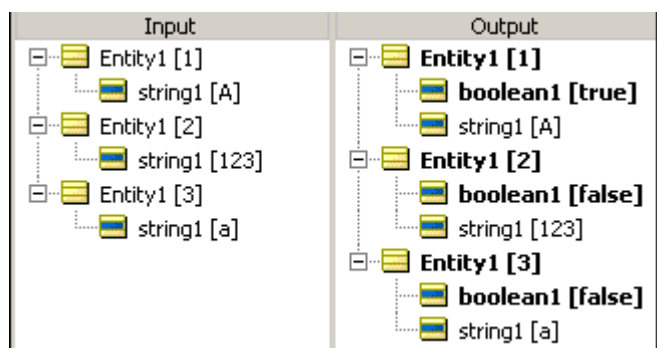 Input
Entity1 [1]
string1 [A]
Entity1 [2]
string1 [123]
Entity1 [3]
string1 [a]
Output
Entity1 [1]
boolean1 [true]
string1 [A]
Entity1 [2]
boolean1 [false]
string1 [123]
Entity1 [3]
boolean1 [false]
string1 [a]